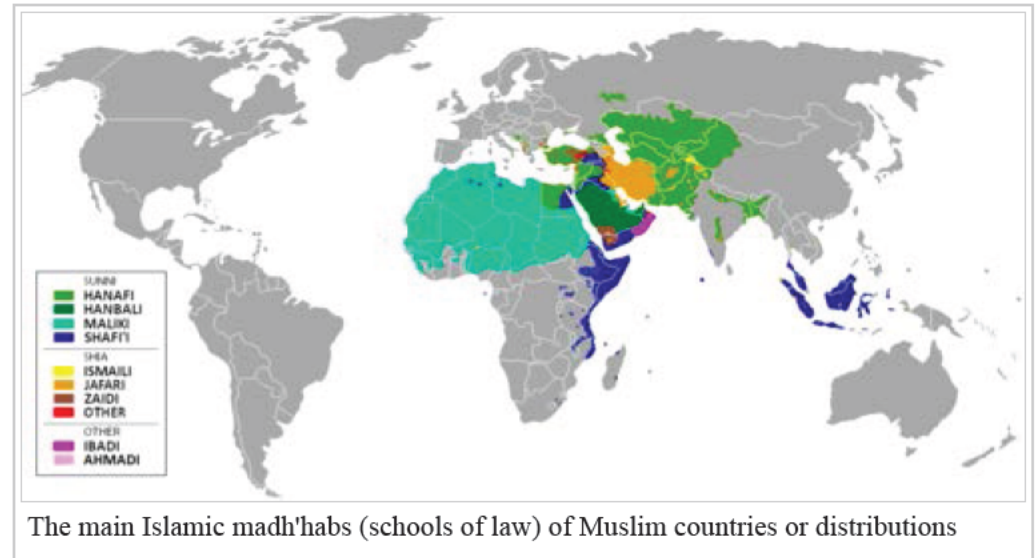 SUNNI
HANAFI
HANBALI
MALIKI
SHAFI'I
SHIA
ISMAILI
JAFARI
ZAIDI
OTHER
OTHER
IBADI
AHMADI
The main Islamic madh'habs (schools of law) of Muslim countries or distributions